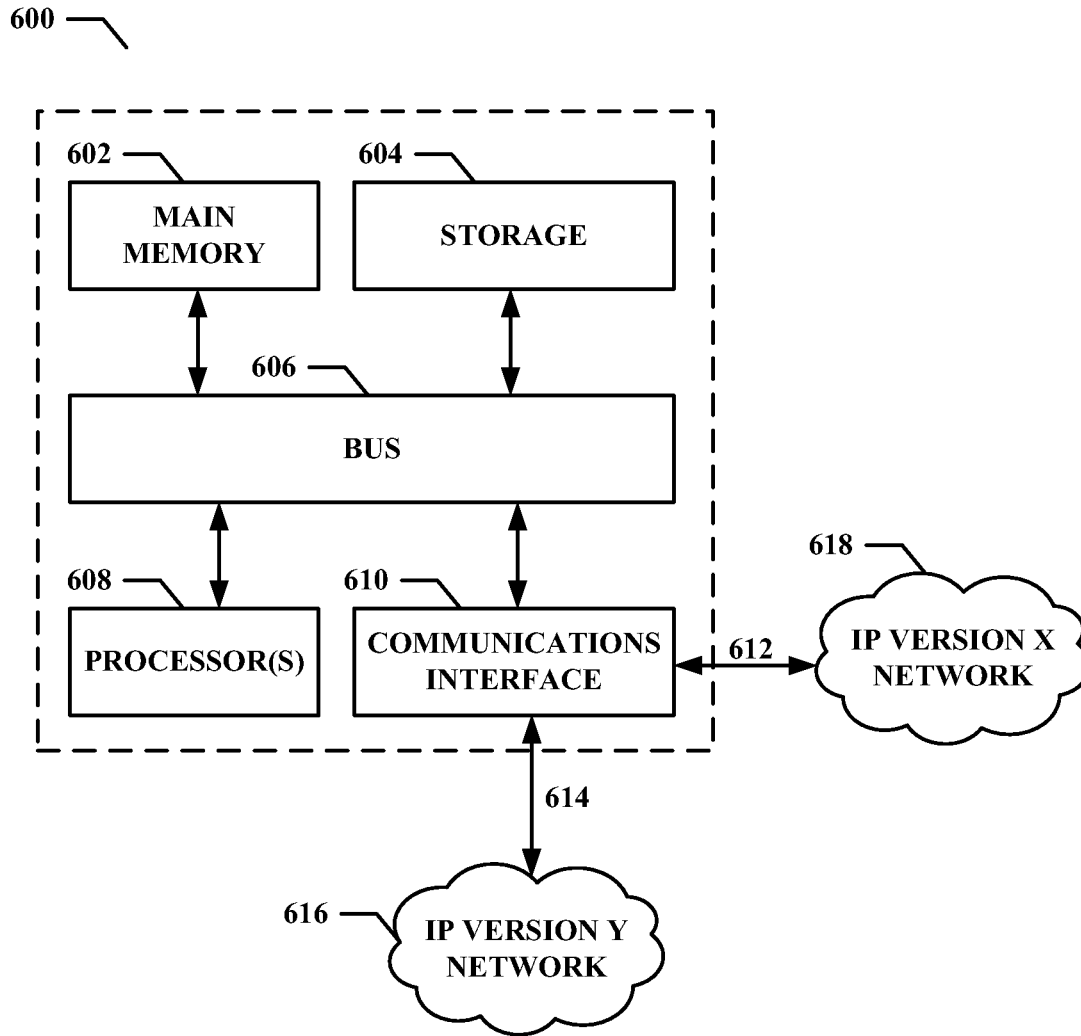 600
602
604
MAIN
MEMORY
STORAGE
606
BUS
608
610
618
PROCESSOR(S)
COMMUNICATIONS
INTERFACE
612
IP VERSION X
NETWORK
614
616
IP VERSION Y
NETWORK